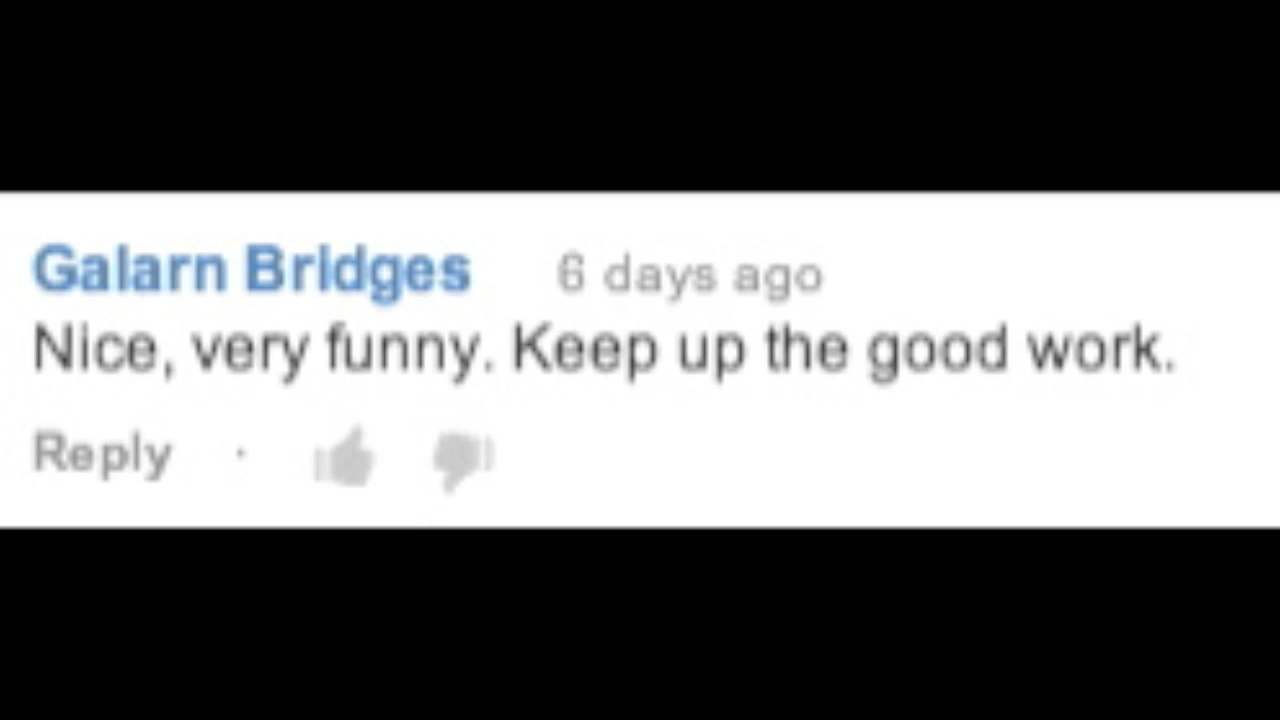 Galarn Bridges 6 days ago
Nice, very funny. Keep up the good work.
Reply ·